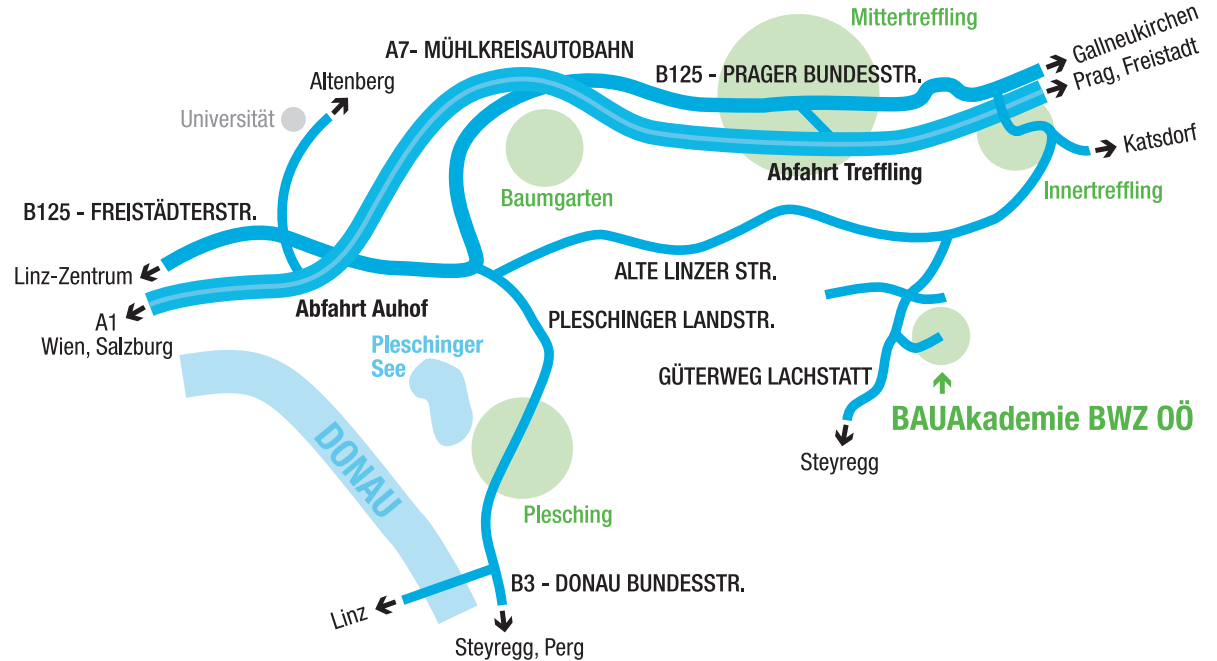 Mittertreffling
A7- MÜHLKREISAUTOBAHN
Gallneukirchen
Prag, Freistadt
B125 - PRAGER BUNDESSTR.
Altenberg
Universität
Katsdorf
Abfahrt Treffling
Baumgarten
Innertreffling
B125 - FREISTÄDTERSTR.
Linz-Zentrum
ALTE LINZER STR.
Abfahrt Auhof
A1
Wien, Salzburg
PLESCHINGER LANDSTR.
Pleschinger
See
GÜTERWEG LACHSTATT
BAUAkademie BWZ OÖ
DONAU
Steyregg
Plesching
B3 - DONAU BUNDESSTR.
Linz
Steyregg, Perg